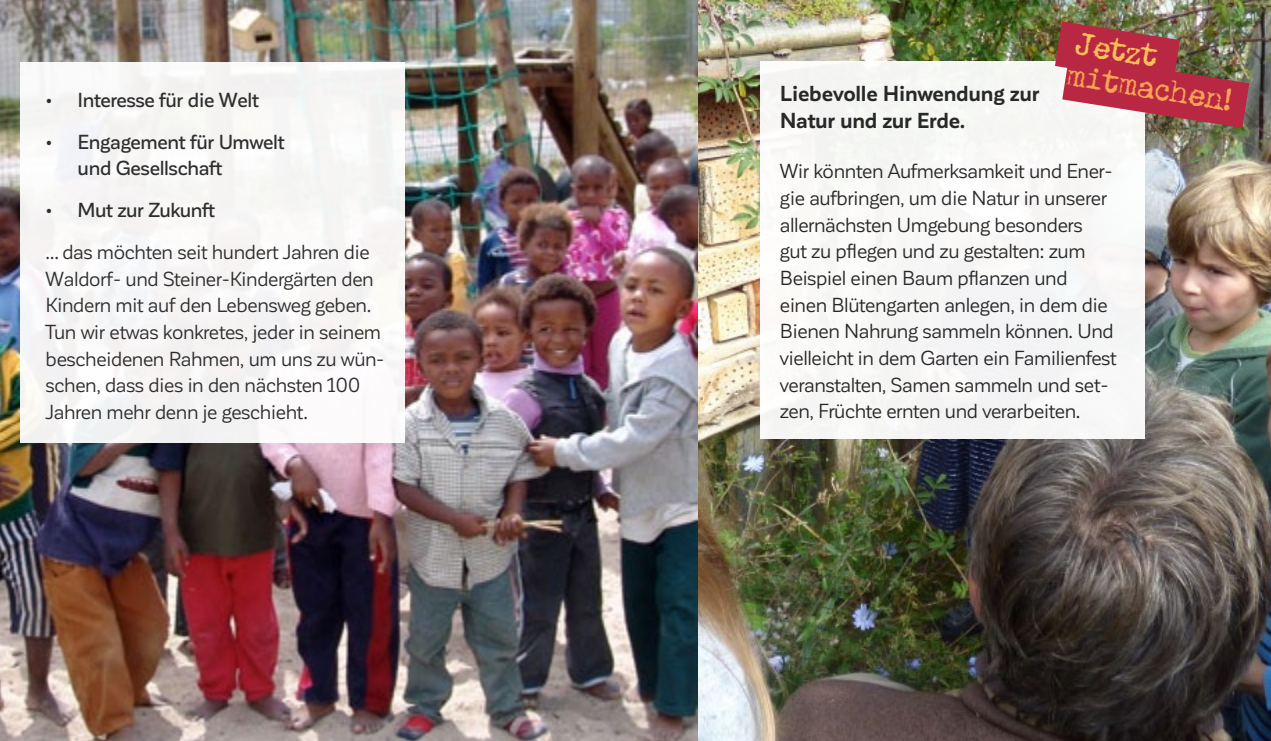 • Interesse für die Welt
• Engagement für Umwelt
und Gesellschaft
• Mut zur Zukunft
... das möchten seit hundert Jahren die
Waldorf- und Steiner-Kindergärten den
Kindern mit auf den Lebensweg geben.
Tun wir etwas konkretes, jeder in seinem
bescheidenen Rahmen, um uns zu wün-
schen, dass dies in den nächsten 100
Jahren mehr denn je geschieht.
Jetzt
mitmachen!
Liebevolle Hinwendung zur
Natur und zur Erde.
Wir könnten Aufmerksamkeit und Ener-
gie aufbringen, um die Natur in unserer
allernächsten Umgebung besonders
gut zu pflegen und zu gestalten: zum
Beispiel einen Baum pflanzen und
einen Blütengarten anlegen, in dem die
Bienen Nahrung sammeln können. Und
vielleicht in dem Garten ein Familienfest
veranstalten, Samen sammeln und set-
zen, Früchte ernten und verarbeiten.